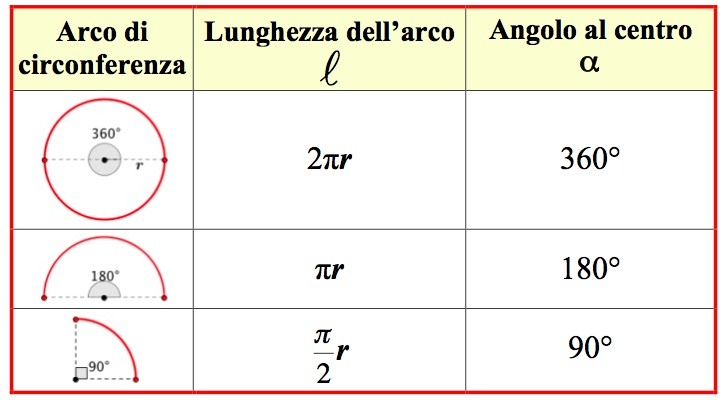 Arco di circonferenza
Lunghezza dell'arco ℓ
Angolo al centro α
360°
r
2πr
360°
180°
πr
180°
90°
π/2 r
90°